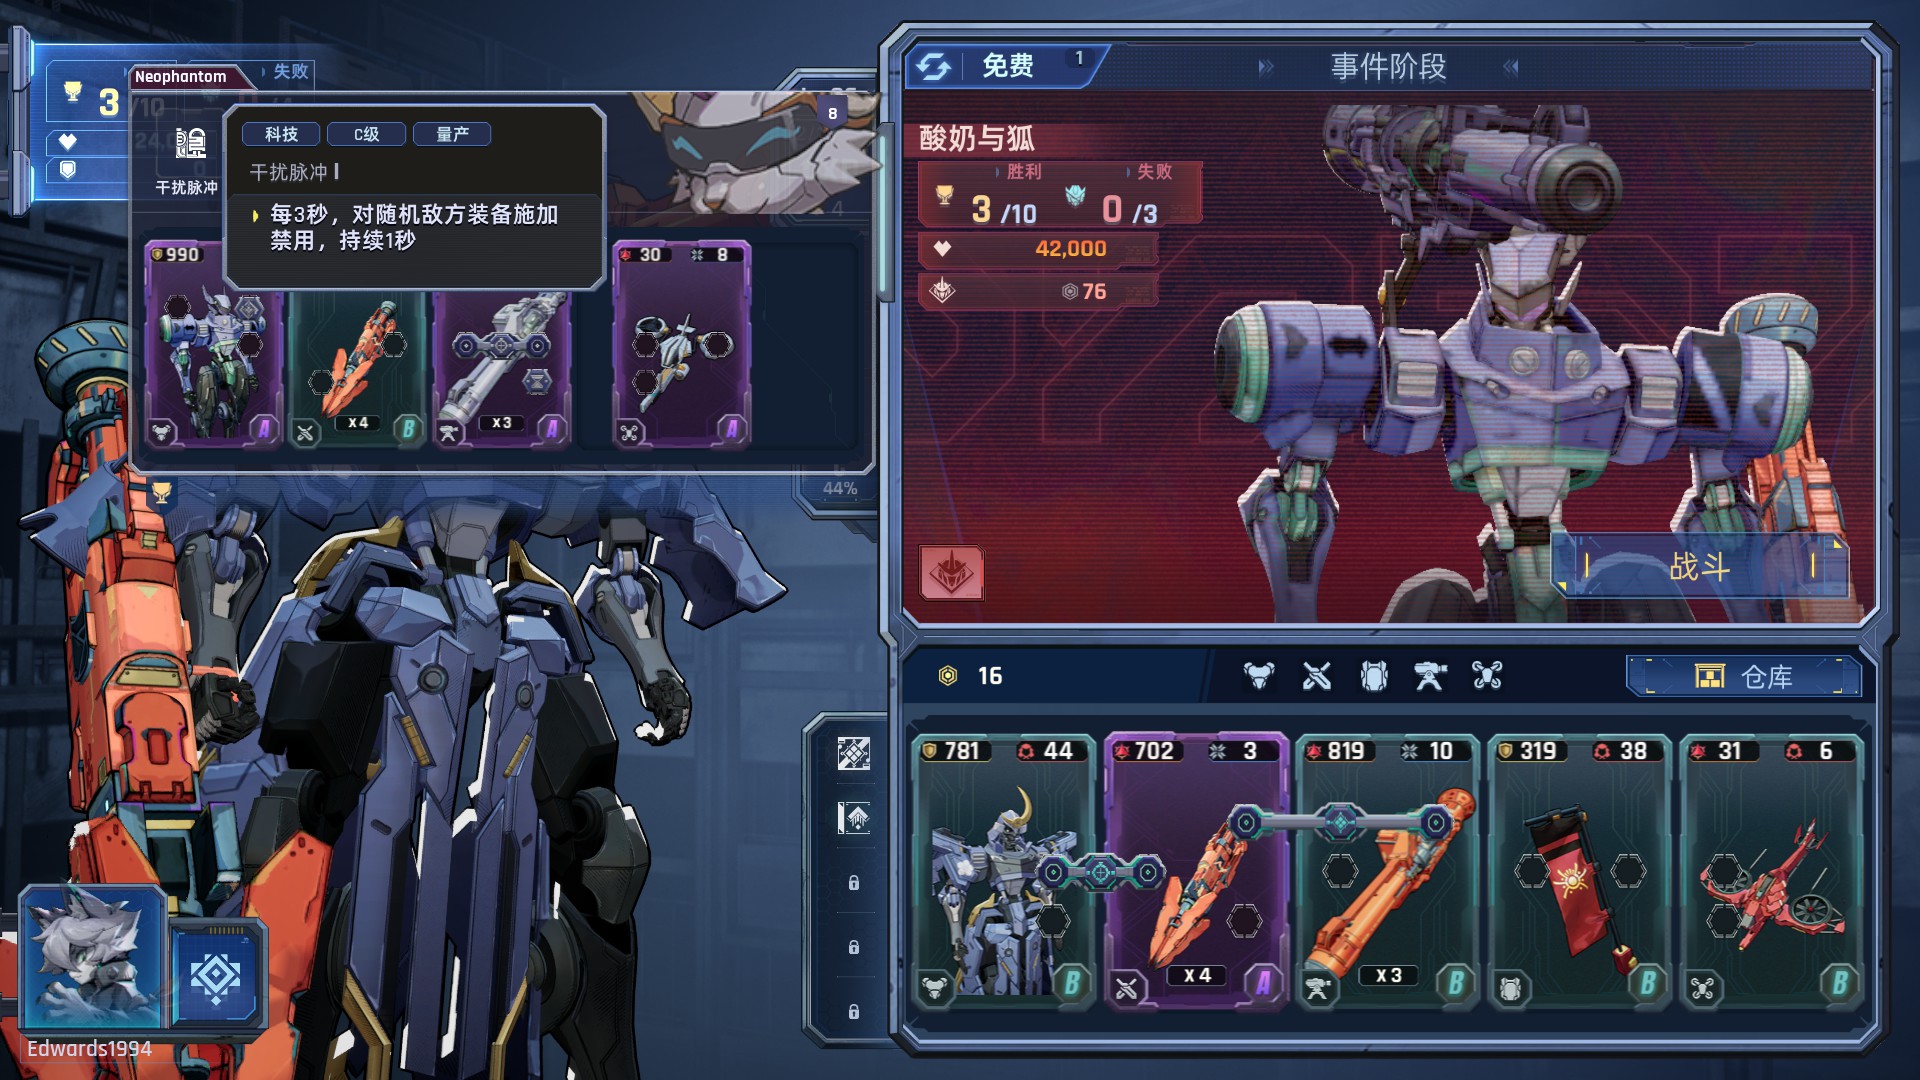 Neophantom
失败
3/10
24,
8
科技
C级
量产
干扰脉冲 I
每3秒，对随机敌方装备施加
禁用，持续1秒
干扰脉冲
4
990
30
8
A
x4
B
x3
A
A
44%
Edwards1994
免费
1
事件阶段
酸奶与狐
胜利
失败
3 /10
0 /3
42,000
76
战斗
16
仓库
781
44
702
3
819
10
319
38
31
6
B
x4
A
x3
B
B
B